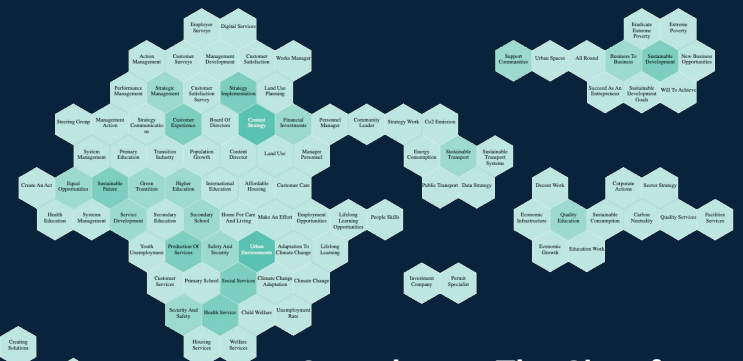 Employee
Surveys
Digital Services
Eradicate
Extreme
Poverty
Extreme
Poverty
Action
Management
Customer
Surveys
Management
Development
Customer
Satisfaction
Works Manager
Support
Communities
Urban Spaces
All Round
Business To
Business
Sustainable
Development
New Business
Opportunities
Performance
Management
Strategic
Management
Customer
Satisfaction
Survey
Strategy
Implementation
Land Use
Planning
Succeed As An
Entrepreneur
Sustainable
Development
Goals
Will To Achieve
Steering Group
Management
Action
Strategy
Communicatio
ns
Customer
Experience
Board Of
Directors
Content
Strategy
Financial
Investments
Personnel
Manager
Community
Leader
Strategy Work
Co2 Emission
System
Management
Primary
Education
Transition
Industry
Population
Growth
Content
Director
Land Use
Manager
Personnel
Energy
Consumption
Sustainable
Transport
Sustainable
Transport
Systems
Create An Act
Equal
Opportunities
Sustainable
Future
Green
Transition
Higher
Education
International
Education
Affordable
Housing
Customer Care
Public Transport
Data Strategy
Decent Work
Corporate
Actions
Sector Strategy
Health
Education
Systems
Management
Service
Development
Secondary
Education
Secondary
School
Home For Care
And Living
Make An Effort
Employment
Opportunities
Lifelong
Learning
Opportunities
People Skills
Economic
Infrastructure
Quality
Education
Sustainable
Consumption
Carbon
Neutrality
Quality Services
Facilities
Services
Youth
Unemployment
Production Of
Services
Safety And
Security
Urban
Environment
Adaptation To
Climate Change
Lifelong
Learning
Economic
Growth
Education Work
Customer
Services
Primary School
Social Services
Climate Change
Adaptation
Climate Change
Investment
Company
Permit
Specialist
Security And
Safety
Health Service
Child Welfare
Unemployment
Rate
Creating
Solutions
Housing
Services
Welfare
Services